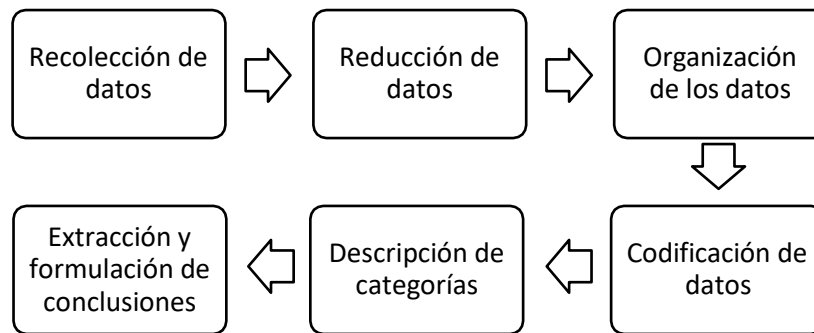 Recolección de
datos
Reducción de
datos
Organización
de los datos
Codificación de
datos
Descripción de
categorías
Extracción y
formulación de
conclusiones